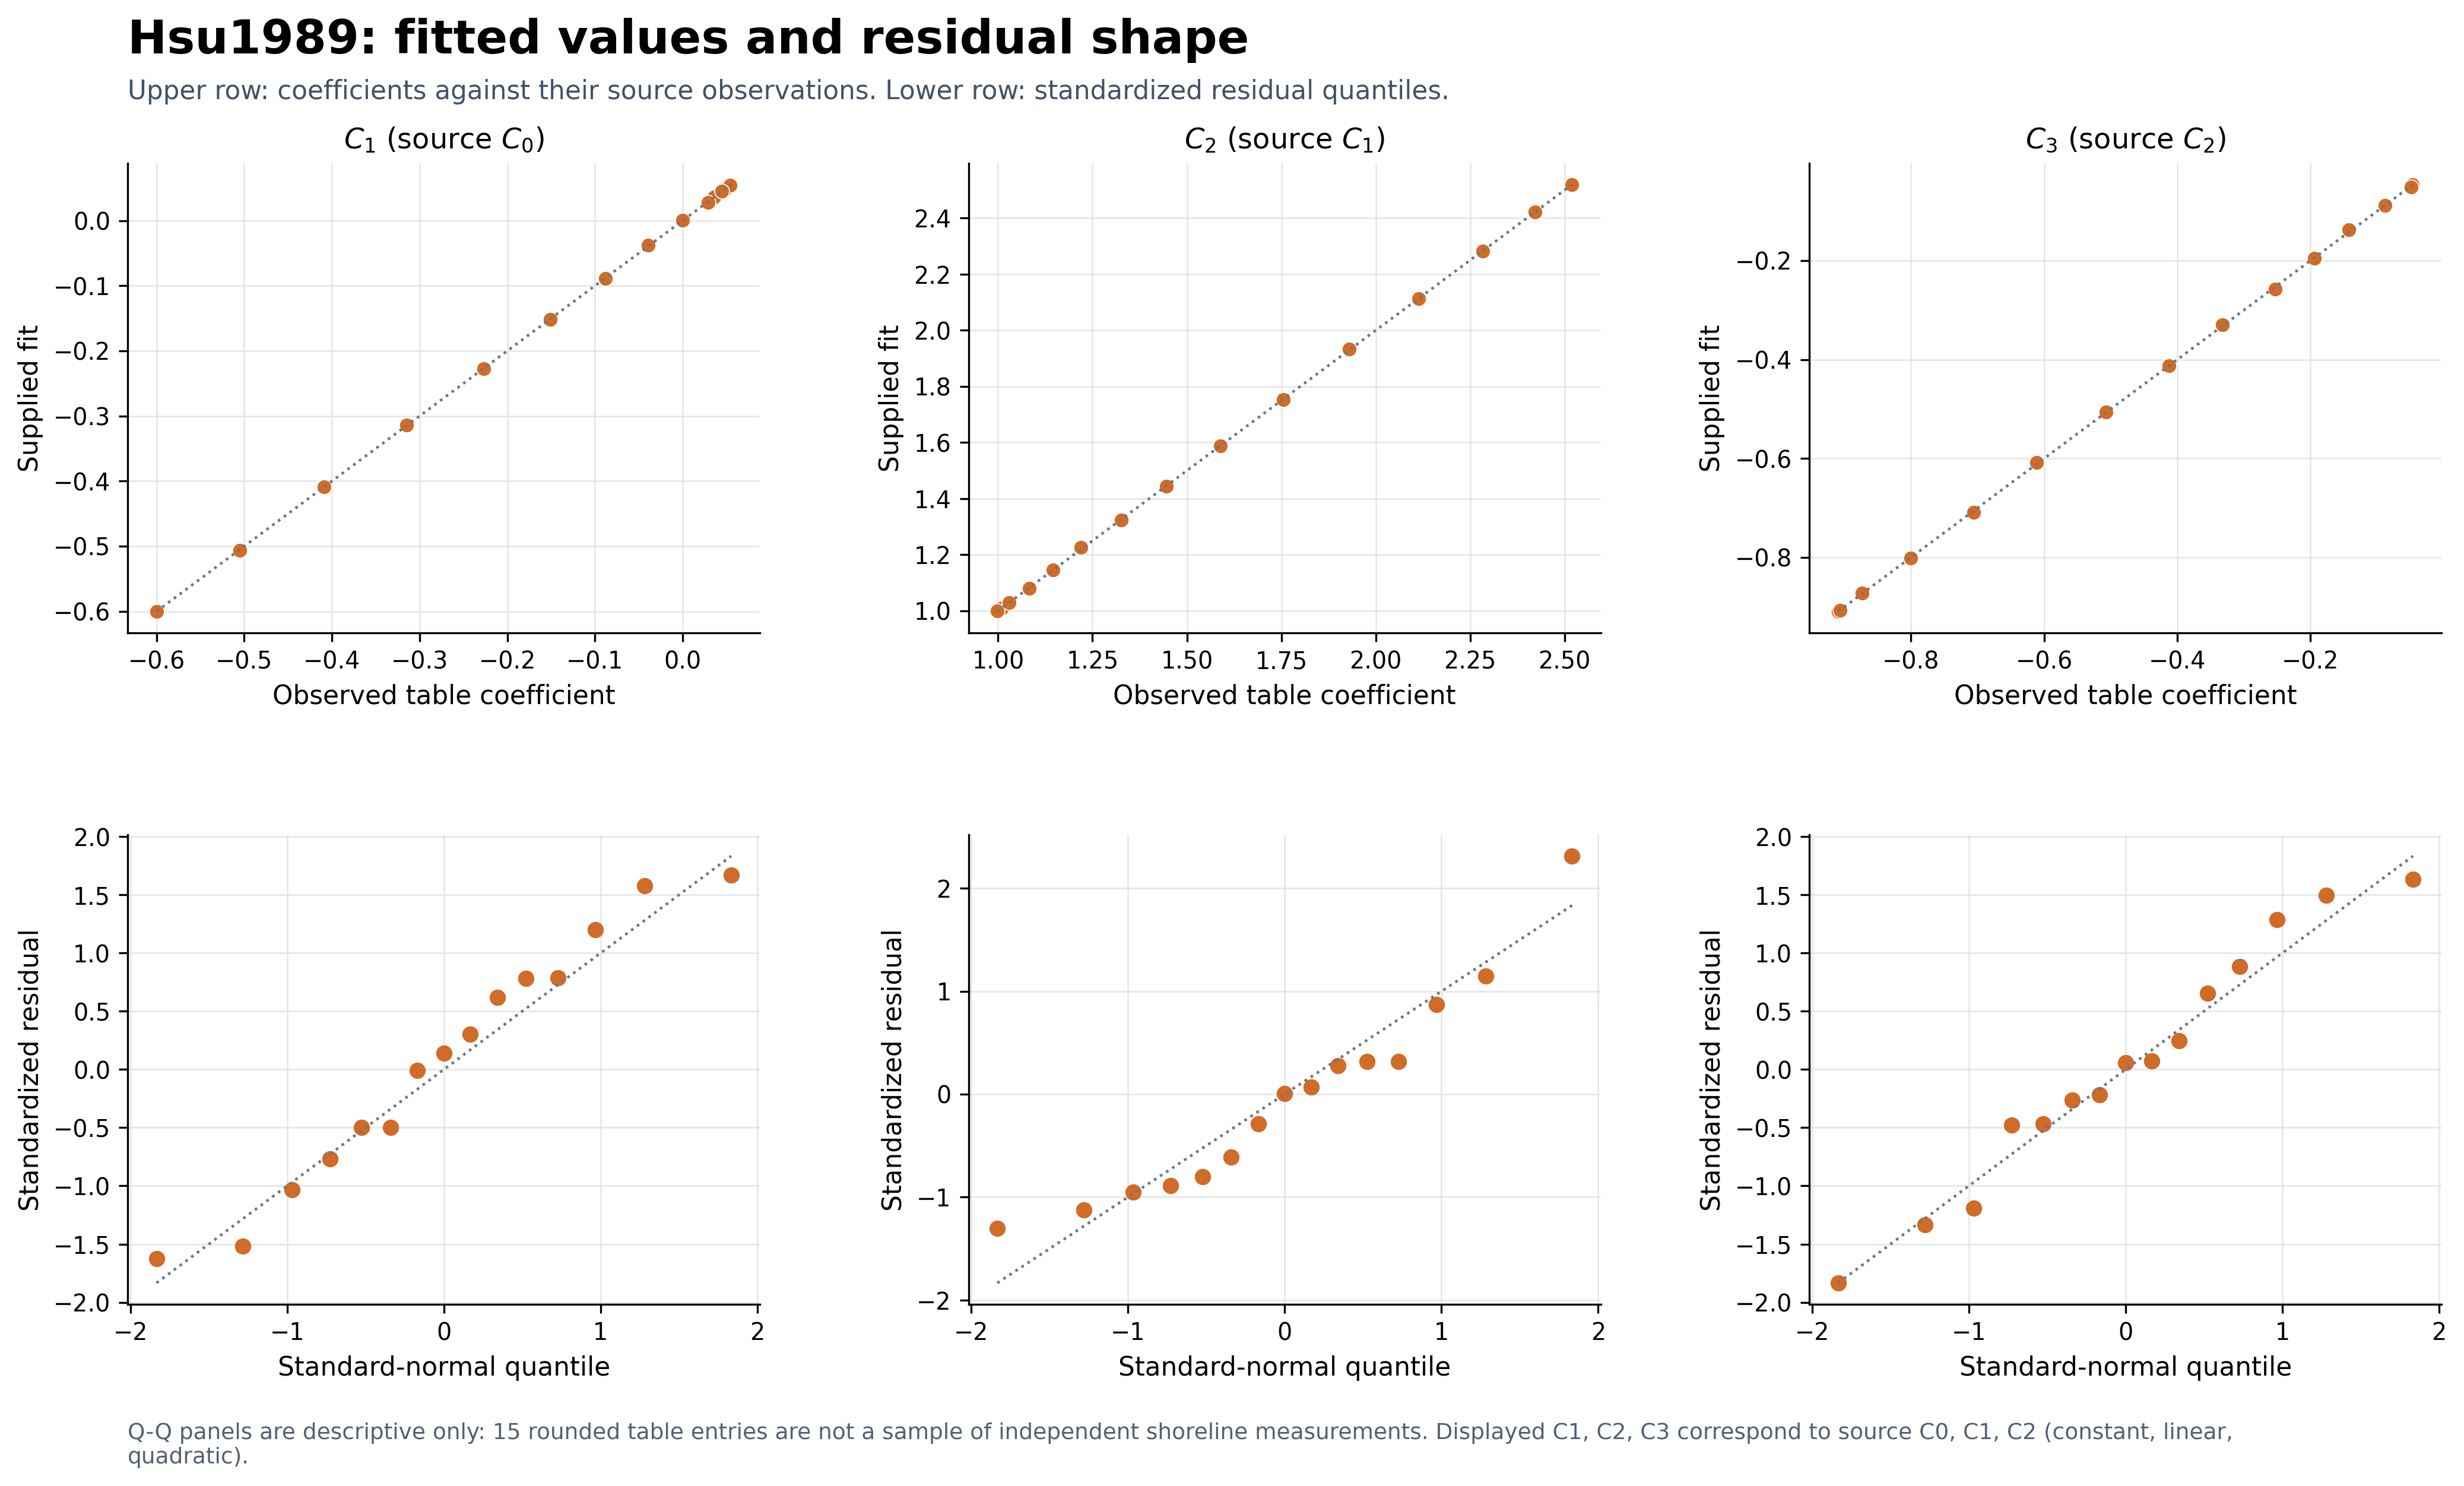 Hsu1989: fitted values and residual shape
Upper row: coefficients against their source observations. Lower row: standardized residual quantiles.
C₁ (source C₀)
0.0
−0.1
−0.2
−0.3
−0.4
−0.5
−0.6
Supplied fit
−0.6 −0.5 −0.4 −0.3 −0.2 −0.1 0.0
Observed table coefficient
C₂ (source C₁)
2.4
2.2
2.0
1.8
1.6
1.4
1.2
1.0
Supplied fit
1.00 1.25 1.50 1.75 2.00 2.25 2.50
Observed table coefficient
C₃ (source C₂)
−0.2
−0.4
−0.6
−0.8
Supplied fit
−0.8 −0.6 −0.4 −0.2
Observed table coefficient
2.0
1.5
1.0
0.5
0.0
−0.5
−1.0
−1.5
−2.0
Standardized residual
−2 −1 0 1 2
Standard-normal quantile
2
1
0
−1
−2
Standardized residual
−2 −1 0 1 2
Standard-normal quantile
2.0
1.5
1.0
0.5
0.0
−0.5
−1.0
−1.5
−2.0
Standardized residual
−2 −1 0 1 2
Standard-normal quantile
Q-Q panels are descriptive only: 15 rounded table entries are not a sample of independent shoreline measurements. Displayed C1, C2, C3 correspond to source C0, C1, C2 (constant, linear,
quadratic).